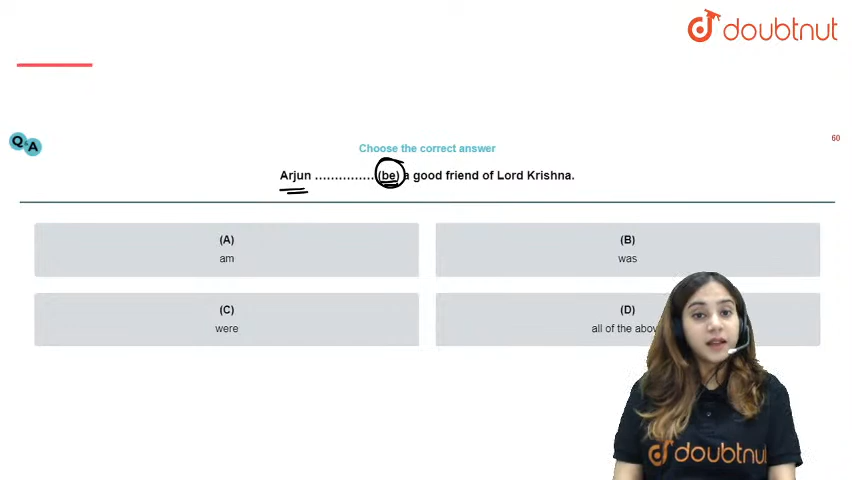 doubtnut
Q&A
60
Choose the correct answer
Arjun ............... (be) a good friend of Lord Krishna.
(A)
am
(B)
was
(C)
were
(D)
all of the abov
doubtnut